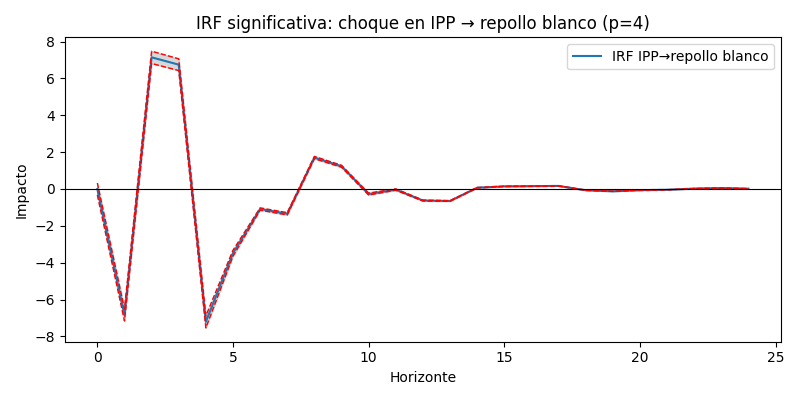 IRF significativa: choque en IPP → repollo blanco (p=4)
IRF IPP→repollo blanco
Impacto
8
6
4
2
0
−2
−4
−6
−8
0 5 10 15 20 25
Horizonte